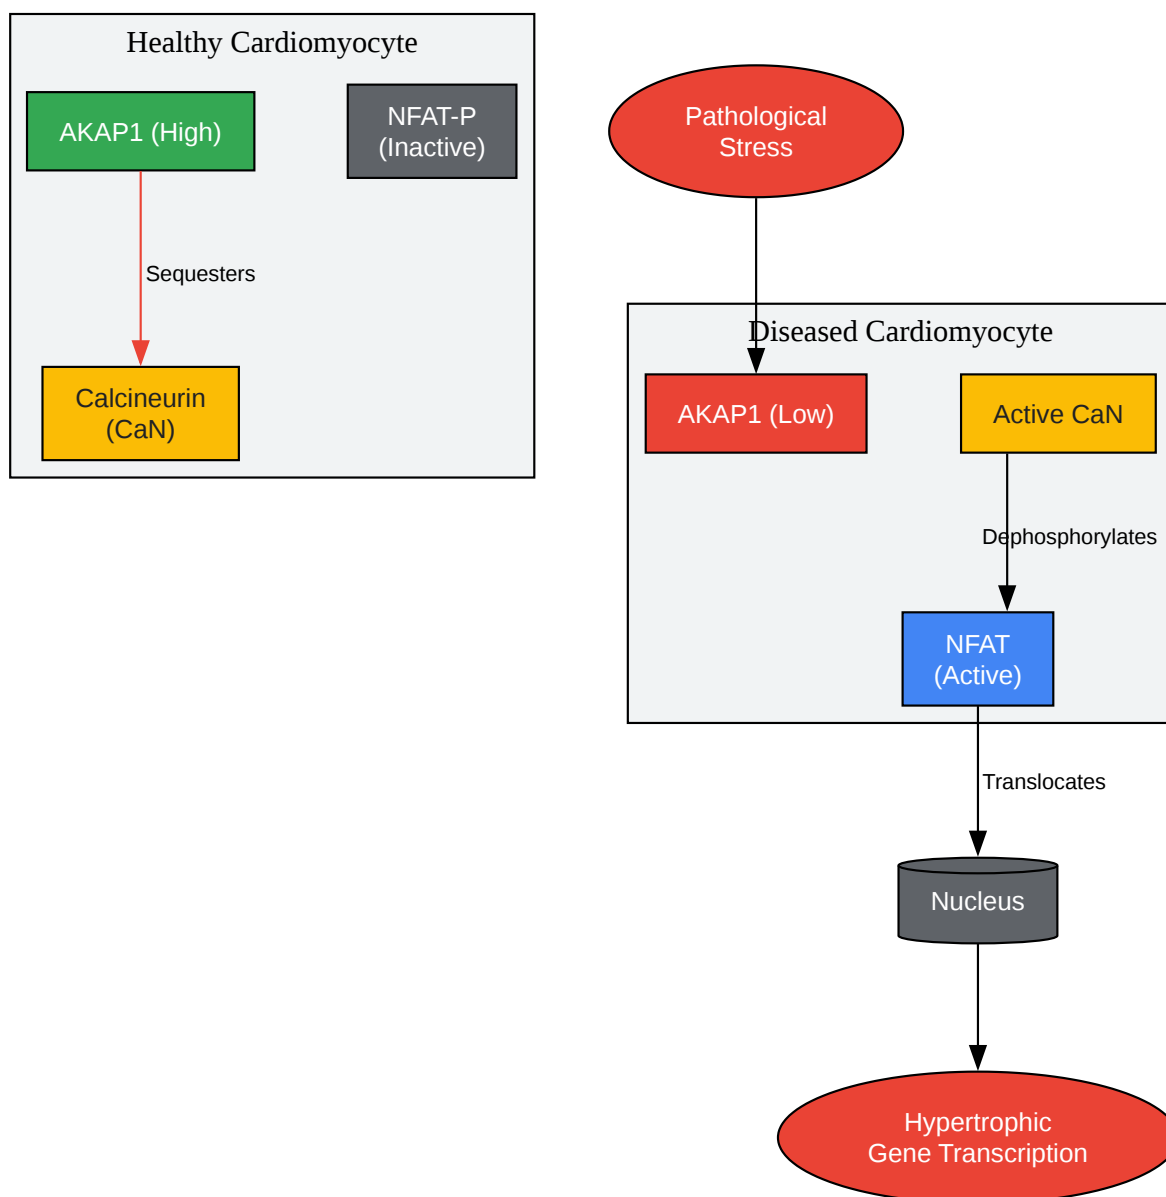 Healthy Cardiomyocyte
AKAP1 (High)
NFAT-P
(Inactive)
Sequesters
Calcineurin
(CaN)
Pathological
Stress
Diseased Cardiomyocyte
AKAP1 (Low)
Active CaN
Dephosphorylates
NFAT
(Active)
Translocates
Nucleus
Hypertrophic
Gene Transcription